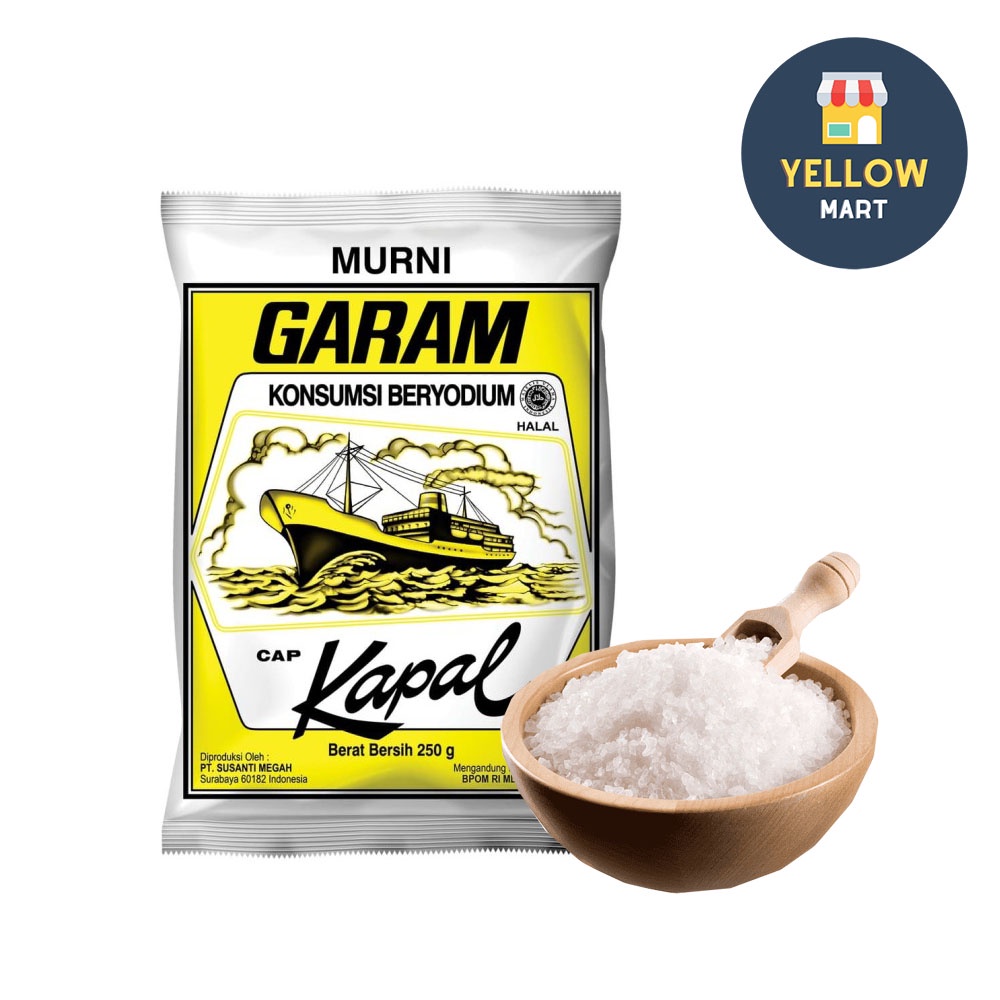 YELLOW
MART
MURNI
GARAM
KONSUMSI BERYODIUM
HALAL
CAP Kapal
Berat Bersih 250 g
Diproduksi Oleh :
PT. SUSANTI MEGAH
Surabaya 60182 Indonesia
Mengandung
BPOM RI